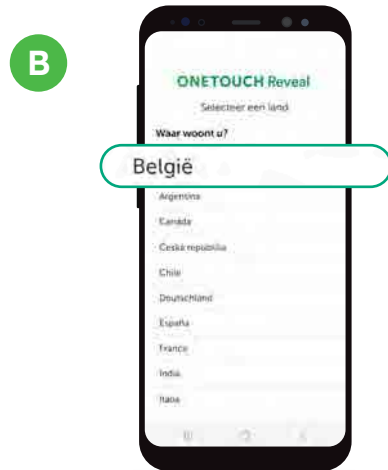 B
ONETOUCH Reveal
Selecteer een land
Waar woont u?
België
Argentina
Canada
Česká republika
Chile
Deutschland
España
France
India
Italia